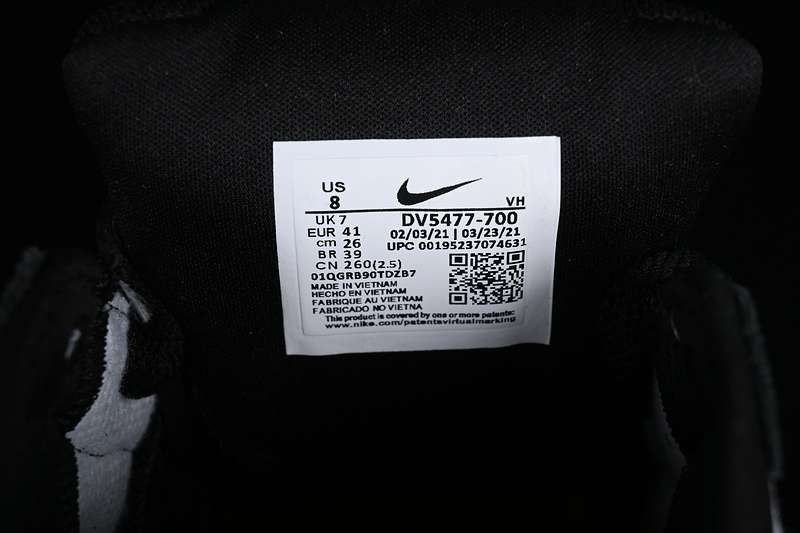 US
8
VH
UK 7
DV5477-700
EUR 41
02/03/21 | 03/23/21
cm 26
UPC 00195237074631
BR 39
CN 260(2.5)
01QGRB90TDZB7
MADE IN VIETNAM
HECHO EN VIETNAM
FABRIQUE AU VIETNAM
FABRICADO NO VIETNA
This product is covered by one or more patents:
www.nike.com/patentsvirtualmarking